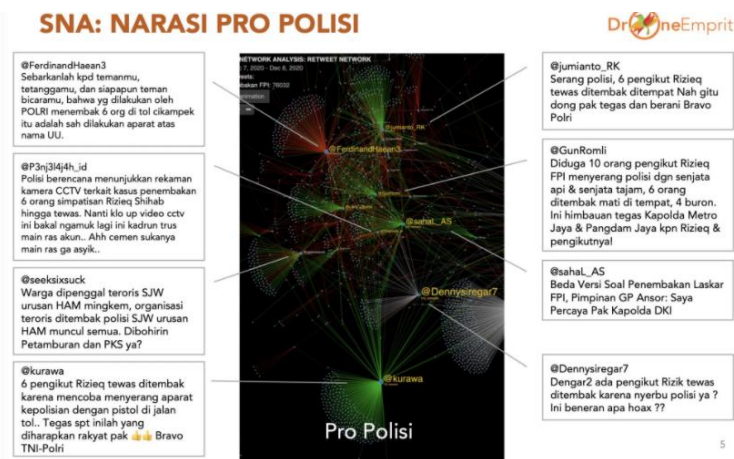 SNA: NARASI PRO POLISI
DroneEmprit
@FerdinandHaean3
Sebarkanlah kpd temanmu,
tetanggamu, dan siapapun teman
bicaramu, bahwa yg dilakukan oleh
POLRI menembak 6 org di tol cikampek
itu adalah sah dilakukan aparat atas
nama UU.
@P3nj3l4j4h_id
Polisi berencana menunjukkan rekaman
kamera CCTV terkait kasus penembakan
6 orang simpatisan Rizieq Shihab
hingga tewas. Nanti klo up video cctv
ini bakal ngamuk lagi ini kadrun trus
main ras akun.. Ahh cemen sukanya
main ras ga asyik..
@seeksixsuck
Warga dipenggal teroris SJW
urusan HAM mingkem, organisasi
teroris ditembak polisi SJW urusan
HAM muncul semua. Dibohirin
Petamburan dan PKS ya?
@kurawa
6 pengikut Rizieq tewas ditembak
karena mencoba menyerang aparat
kepolisian dengan pistol di jalan
tol.. Tegas spt inilah yang
diharapkan rakyat pak 👍👍 Bravo
TNI-Polri
NETWORK ANALYSIS: RETWEET NETWORK
7, 2020 - Dec 8, 2020
bakan FPI: 76032
@jumianto_RK
@FerdinandHaean3
@sahaL_AS
@Dennysiregar7
@kurawa
Pro Polisi
@jumianto_RK
Serang polisi, 6 pengikut Rizieq
tewas ditembak ditempat Nah gitu
dong pak tegas dan berani Bravo
Polri
@GunRomli
Diduga 10 orang pengikut Rizieq
FPI menyerang polisi dgn senjata
api & senjata tajam, 6 orang
ditembak mati di tempat, 4 buron.
Ini himbauan tegas Kapolda Metro
Jaya & Pangdam Jaya kpn Rizieq &
pengikutnya!
@sahaL_AS
Beda Versi Soal Penembakan Laskar
FPI, Pimpinan GP Ansor: Saya
Percaya Pak Kapolda DKI
@Dennysiregar7
Dengar2 ada pengikut Rizik tewas
ditembak karena nyerbu polisi ya ?
Ini beneran apa hoax ??
5